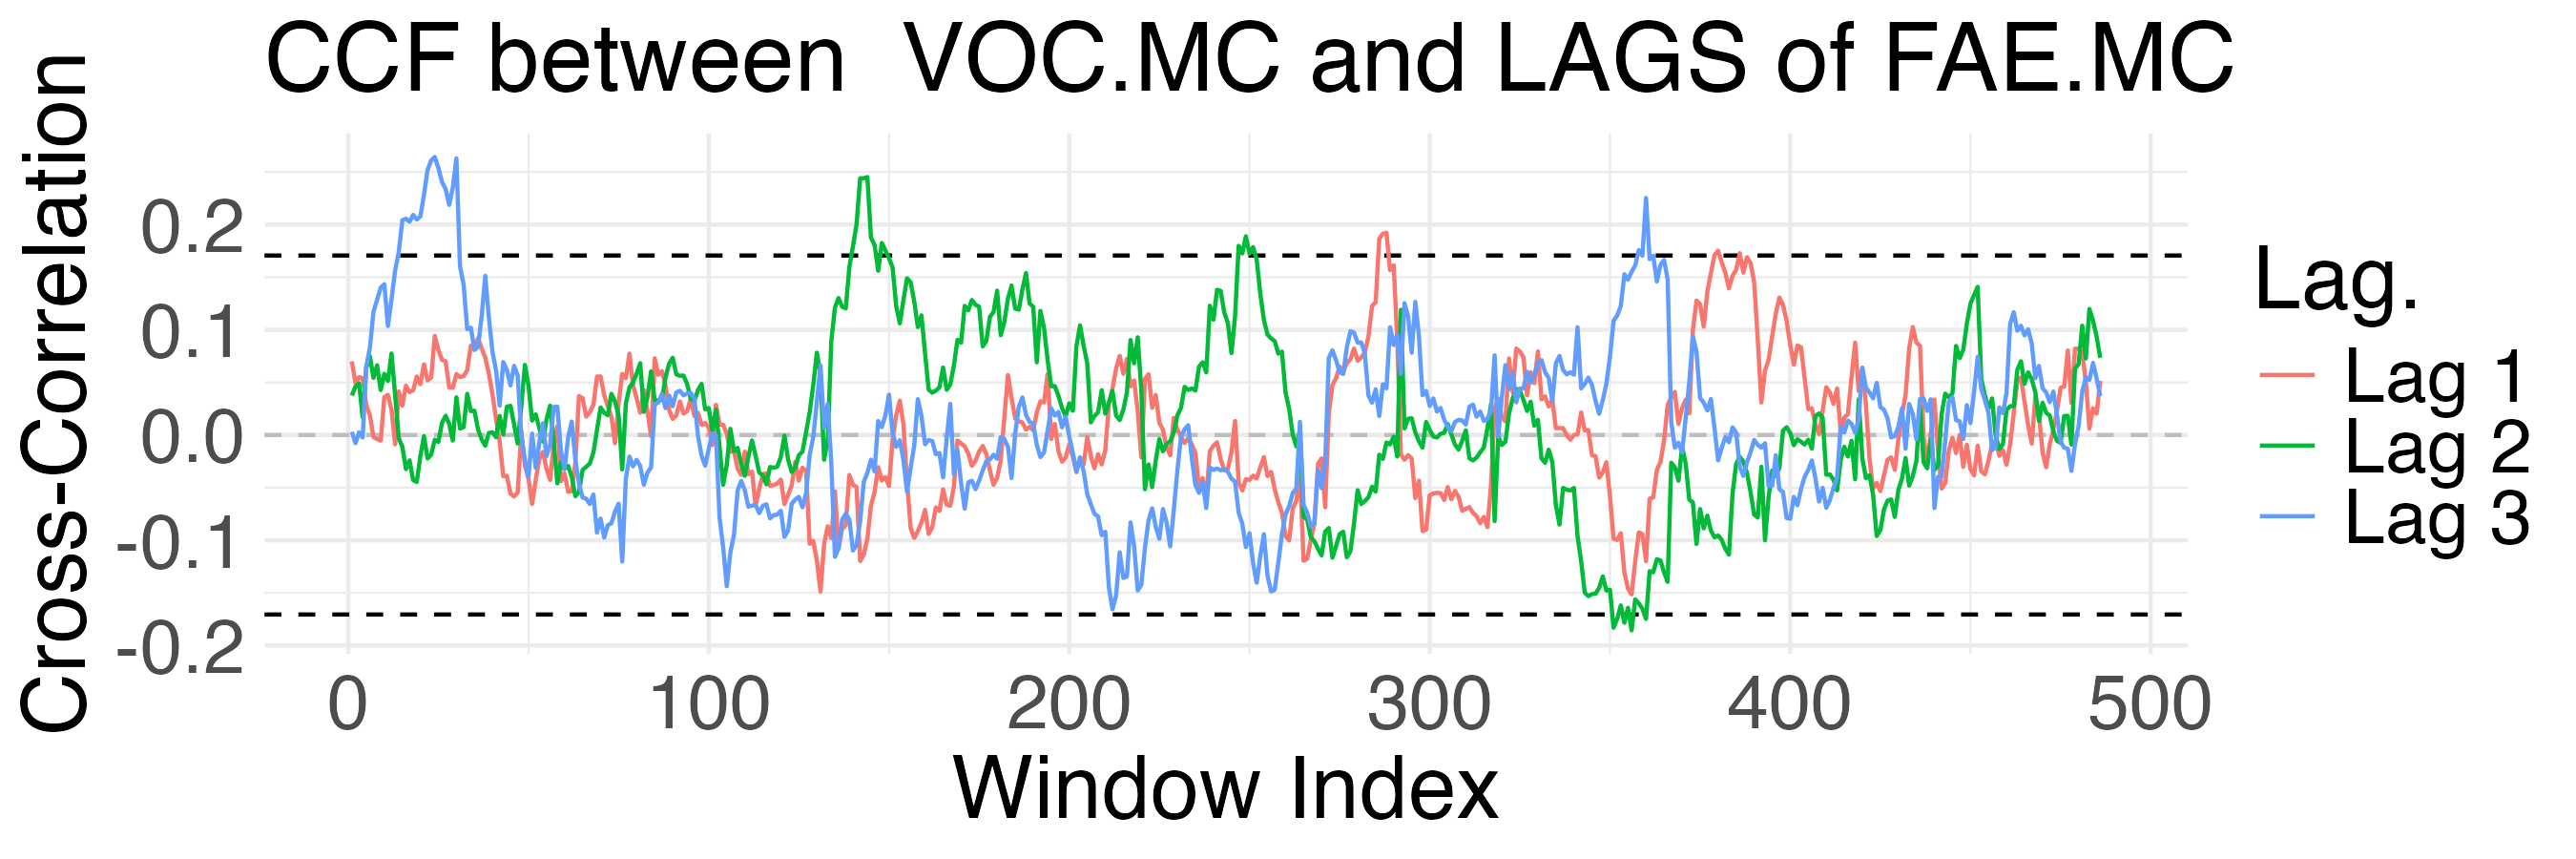 CCF between  VOC.MC and LAGS of FAE.MC
Cross-Correlation
0.2
0.1
0.0
-0.1
-0.2
0 100 200 300 400 500
Window Index
Lag.
Lag 1
Lag 2
Lag 3